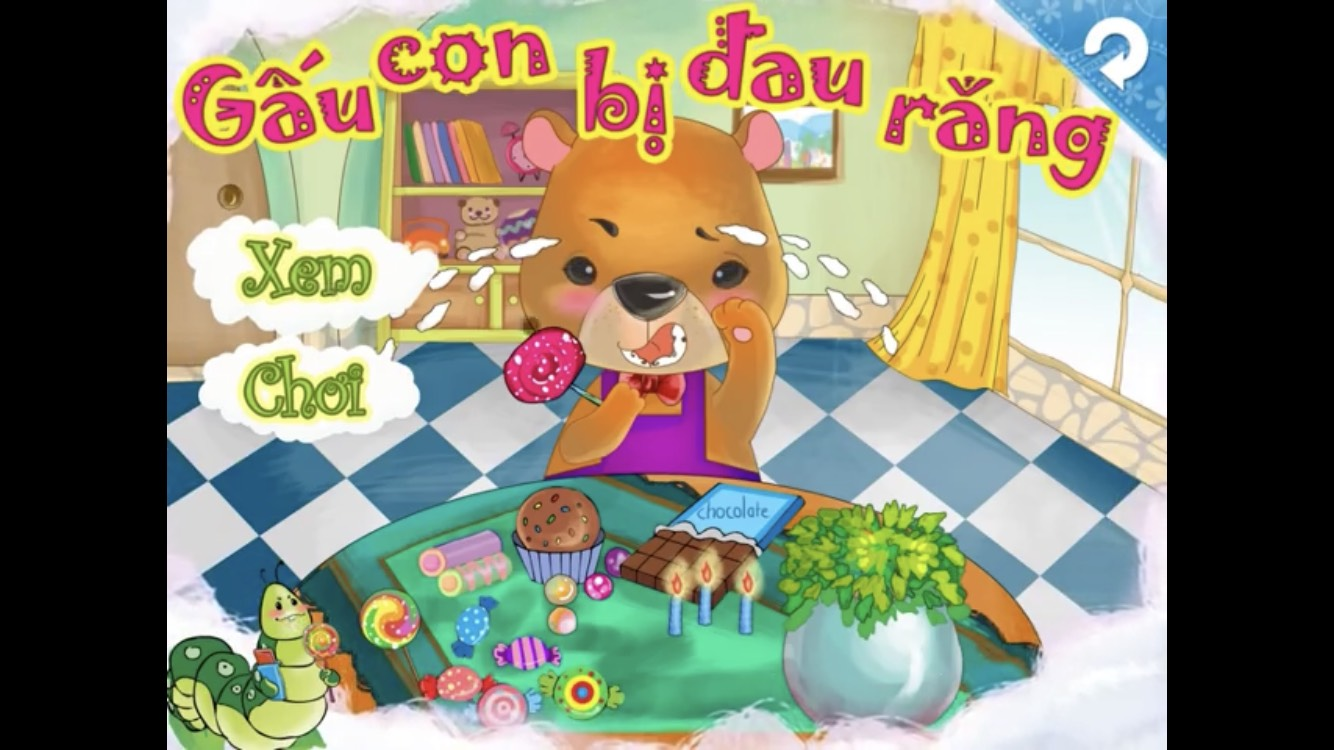 Gấu con bị đau răng
Xem
Chơi
chocolate